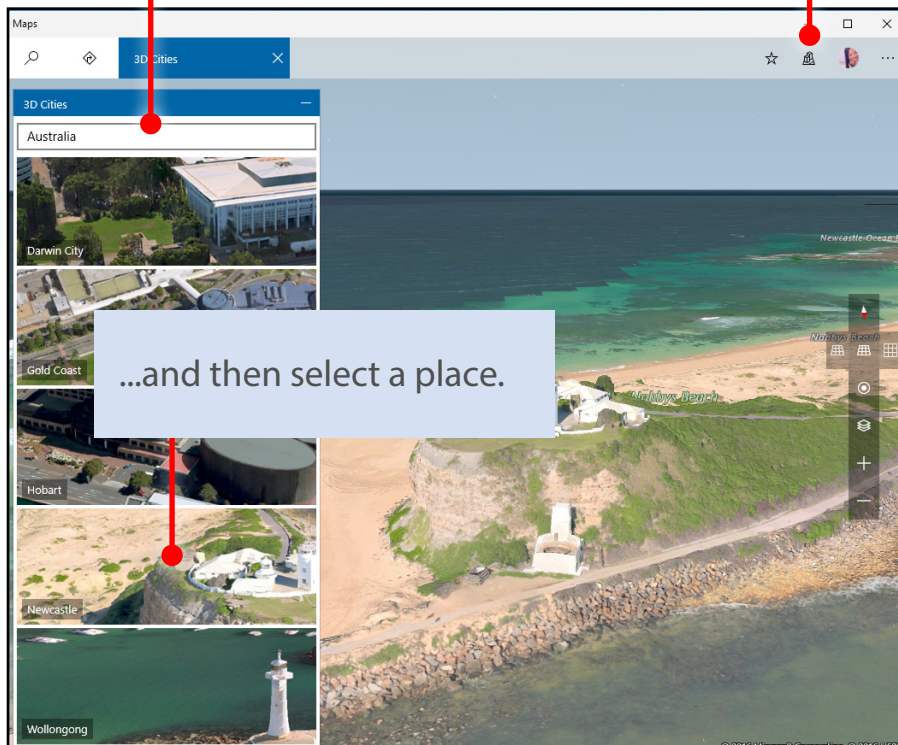 Maps
3D Cities
3D Cities
Australia
Darwin City
Newcastle Ocean
Gold Coast
Nobbys Beach
...and then select a place.
Nobbys Beach
Hobart
Newcastle
Wollongong